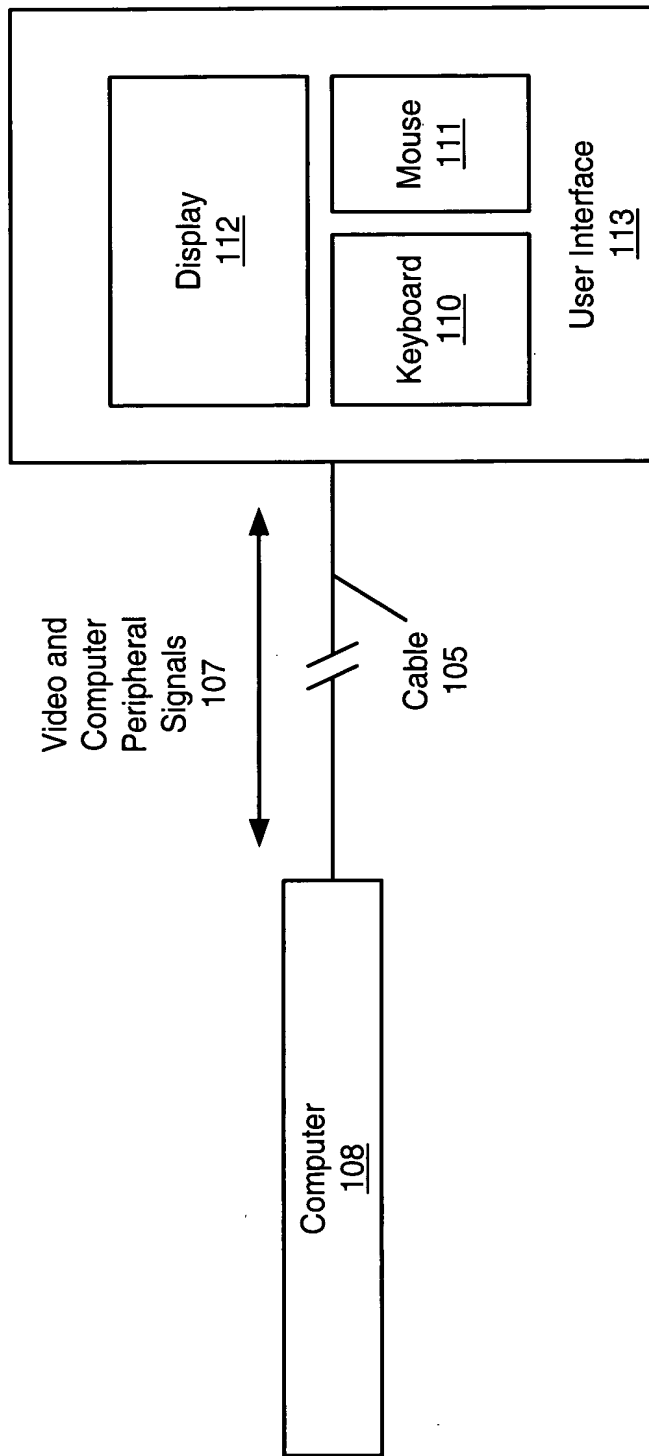 Computer
108
Video and
Computer
Peripheral
Signals
107
Cable
105
Display
112
Keyboard
110
Mouse
111
User Interface
113